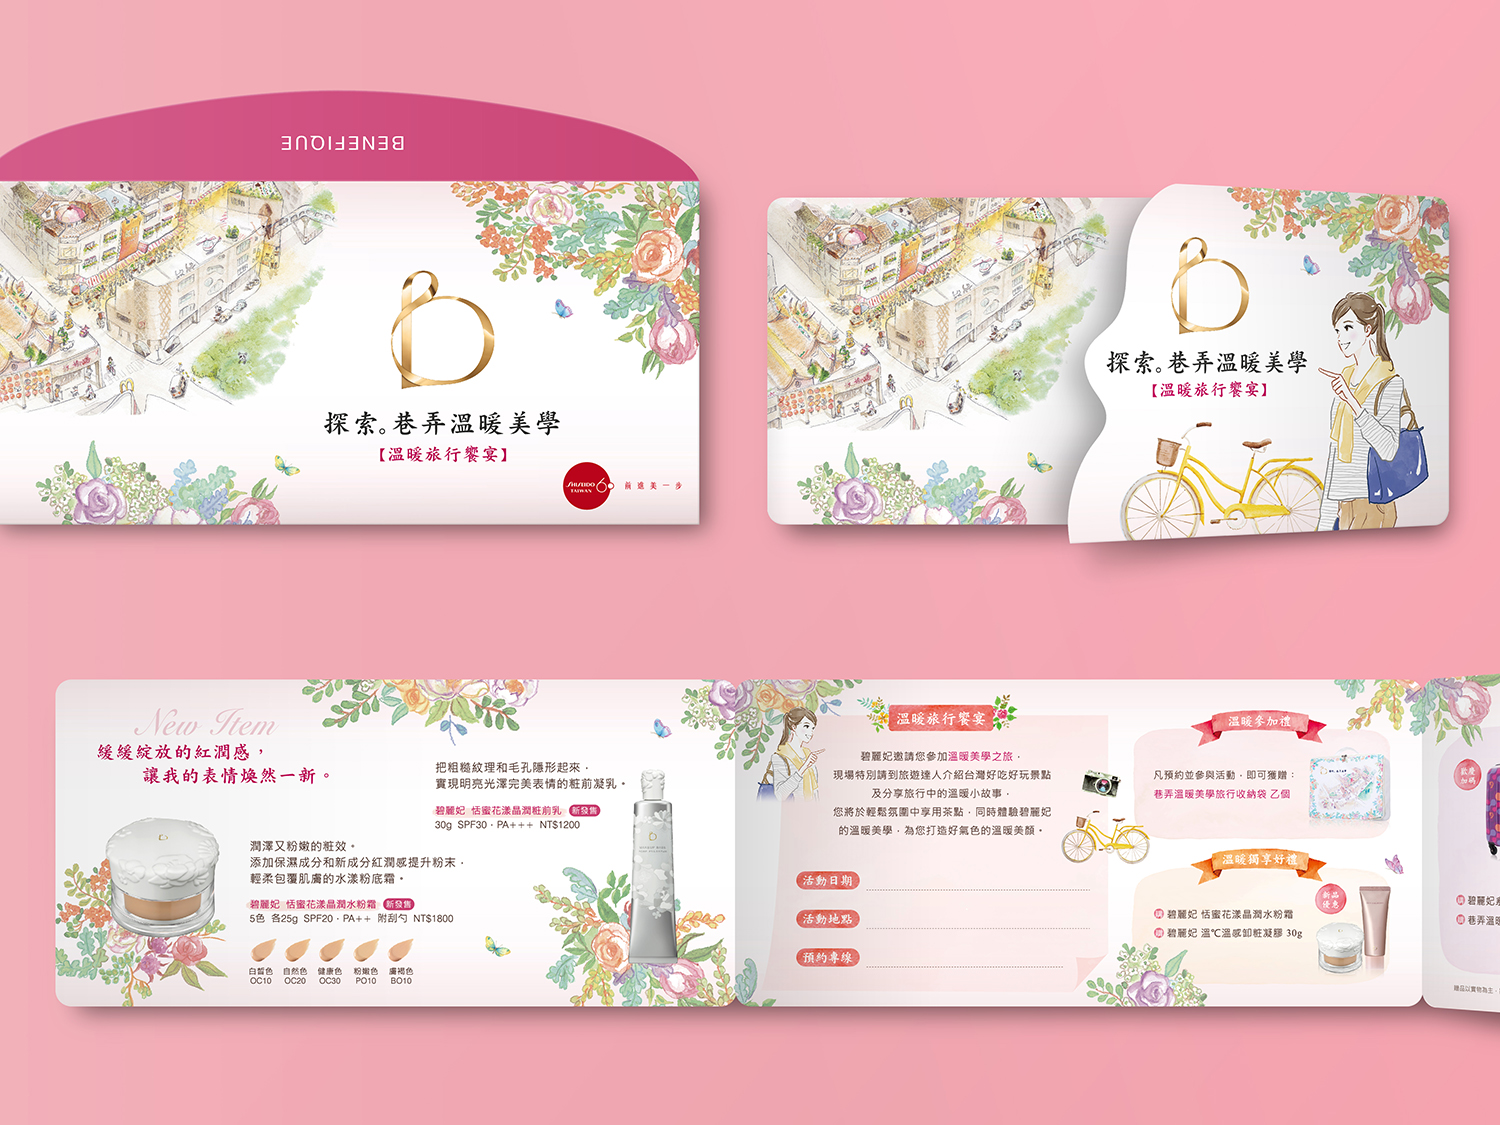 BENEFIQUE
探索。巷弄溫暖美學
【溫暖旅行饗宴】
SHISEIDO
TAIWAN
60
前進美一步
探索。巷弄溫暖美學
【溫暖旅行饗宴】
New Item
緩緩綻放的紅潤感，
讓我的表情煥然一新。
把粗糙紋理和毛孔隱形起來，
實現明亮光澤完美表情的粧前凝乳。
碧麗妃 恬蜜花漾晶潤粧前乳 新發售
30g SPF30．PA+++ NT$1200
潤澤又粉嫩的粧效。
添加保濕成分和新成分紅潤感提升粉末，
輕柔包覆肌膚的水漾粉底霜。
碧麗妃 恬蜜花漾晶潤水粉霜 新發售
5色 各25g SPF20．PA++ 附刮勺 NT$1800
白皙色 自然色 健康色 粉嫩色 膚褐色
OC10 OC20 OC30 PO10 BO10
溫暖旅行饗宴
碧麗妃邀請您參加溫暖美學之旅，
現場特別請到旅遊達人介紹台灣好吃好玩景點
及分享旅行中的溫暖小故事，
您將於輕鬆氛圍中享用茶點，同時體驗碧麗妃
的溫暖美學，為您打造好氣色的溫暖美顏。
活動日期
活動地點
預約專線
溫暖參加禮
凡預約並參與活動，即可獲贈：
巷弄溫暖美學旅行收納袋 乙個
溫暖獨享好禮
新品
優惠
碧麗妃 恬蜜花漾晶潤水粉霜
碧麗妃 溫℃溫感卸粧凝膠 30g
歡慶
加碼
碧麗妃
巷弄溫
贈品以實物為主，